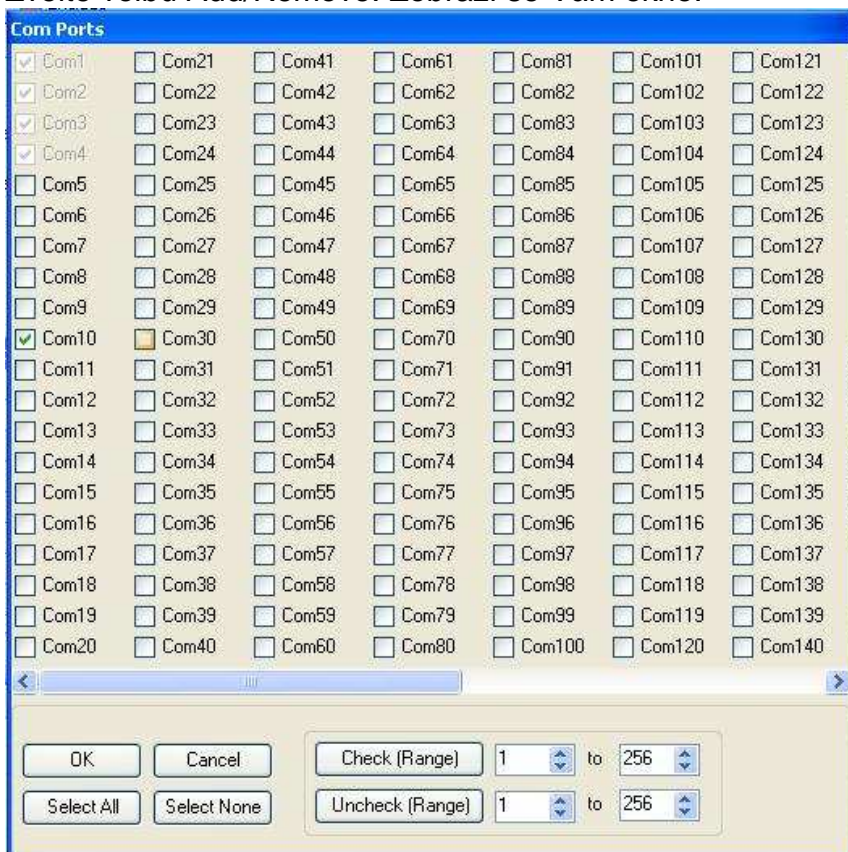 Com Ports
Com1 Com21 Com41 Com61 Com81 Com101 Com121
Com2 Com22 Com42 Com62 Com82 Com102 Com122
Com3 Com23 Com43 Com63 Com83 Com103 Com123
Com4 Com24 Com44 Com64 Com84 Com104 Com124
Com5 Com25 Com45 Com65 Com85 Com105 Com125
Com6 Com26 Com46 Com66 Com86 Com106 Com126
Com7 Com27 Com47 Com67 Com87 Com107 Com127
Com8 Com28 Com48 Com68 Com88 Com108 Com128
Com9 Com29 Com49 Com69 Com89 Com109 Com129
Com10 Com30 Com50 Com70 Com90 Com110 Com130
Com11 Com31 Com51 Com71 Com91 Com111 Com131
Com12 Com32 Com52 Com72 Com92 Com112 Com132
Com13 Com33 Com53 Com73 Com93 Com113 Com133
Com14 Com34 Com54 Com74 Com94 Com114 Com134
Com15 Com35 Com55 Com75 Com95 Com115 Com135
Com16 Com36 Com56 Com76 Com96 Com116 Com136
Com17 Com37 Com57 Com77 Com97 Com117 Com137
Com18 Com38 Com58 Com78 Com98 Com118 Com138
Com19 Com39 Com59 Com79 Com99 Com119 Com139
Com20 Com40 Com60 Com80 Com100 Com120 Com140
OK Cancel Check (Range) 1 to 256
Select All Select None Uncheck (Range) 1 to 256